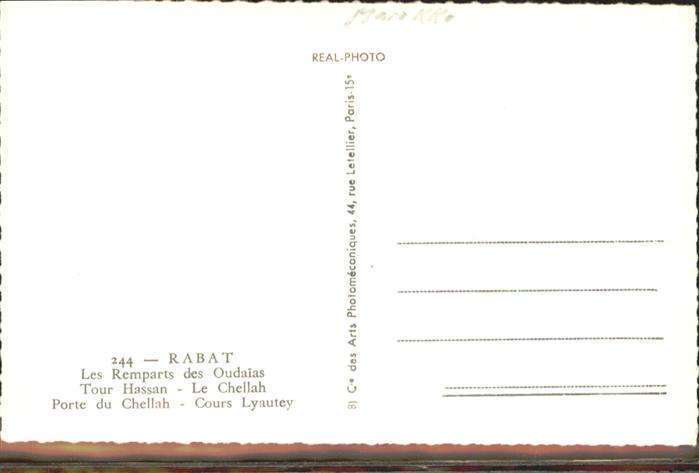 Marokko
REAL-PHOTO
B) Cie des Arts Photomécaniques, 44, rue Letellier, Paris-15e
244 — RABAT
Les Remparts des Oudaïas
Tour Hassan - Le Chellah
Porte du Chellah - Cours Lyautey